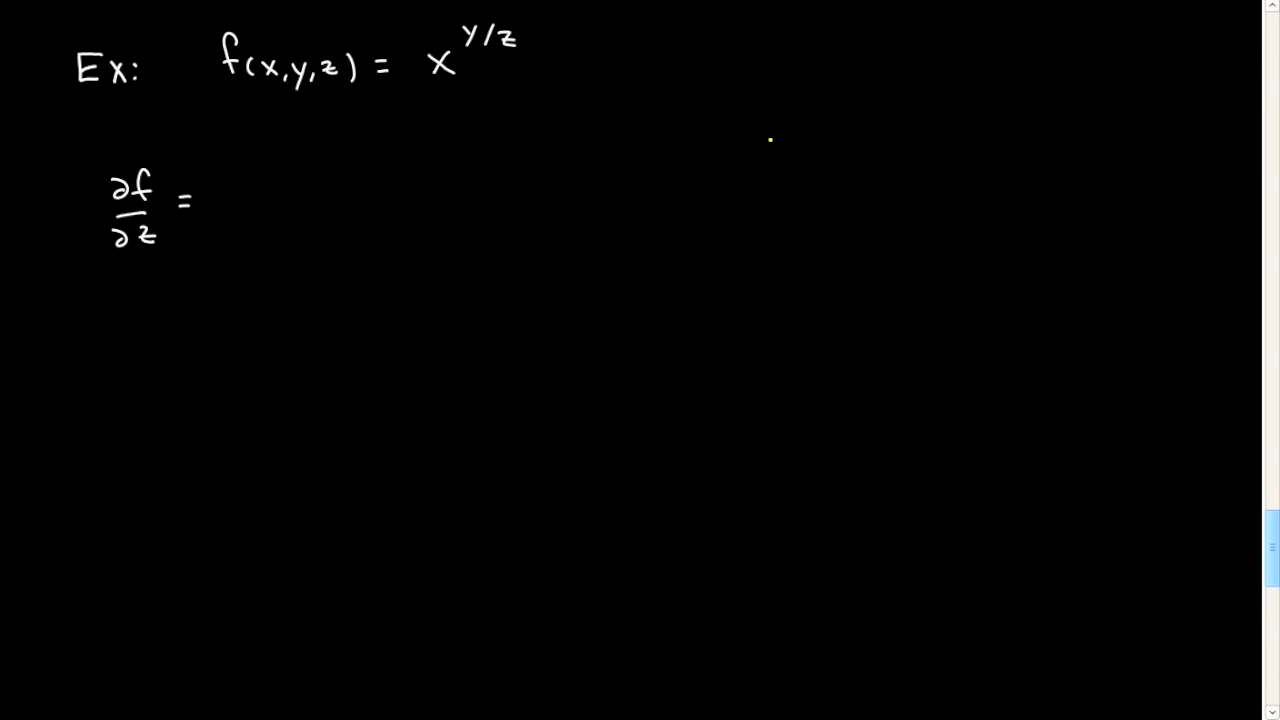 Ex: f(x,y,z) = x^{y/z}
∂f/∂z =